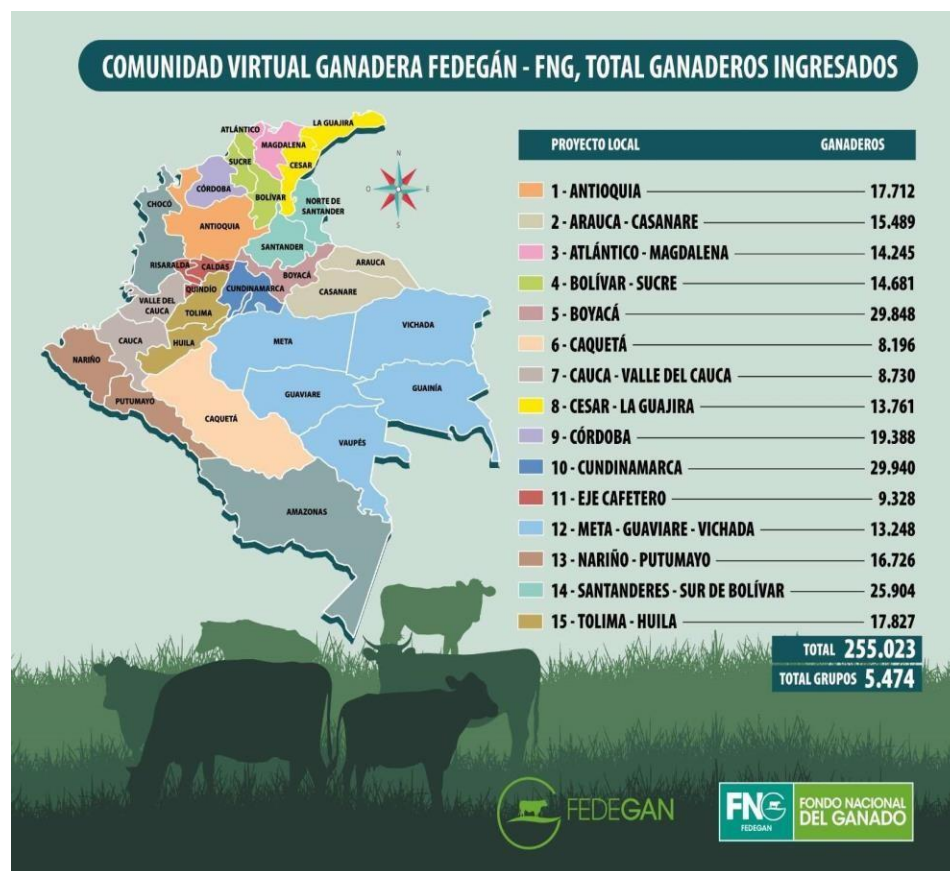 COMUNIDAD VIRTUAL GANADERA FEDEGÁN - FNG, TOTAL GANADEROS INGRESADOS
LA GUAJIRA
ATLÁNTICO
MAGDALENA
SUCRE
CESAR
CÓRDOBA
BOLÍVAR
NORTE DE
SANTANDER
CHOCÓ
ANTIOQUIA
SANTANDER
RISARALDA
CALDAS
BOYACÁ
ARAUCA
QUINDÍO
CUNDINAMARCA
CASANARE
VALLE DEL
CAUCA
TOLIMA
VICHADA
CAUCA
HUILA
META
NARIÑO
GUAVIARE
GUAINÍA
PUTUMAYO
CAQUETÁ
VAUPÉS
AMAZONAS
N
O E
S
PROYECTO LOCAL GANADEROS
1 - ANTIOQUIA 17.712
2 - ARAUCA - CASANARE 15.489
3 - ATLÁNTICO - MAGDALENA 14.245
4 - BOLÍVAR - SUCRE 14.681
5 - BOYACÁ 29.848
6 - CAQUETÁ 8.196
7 - CAUCA - VALLE DEL CAUCA 8.730
8 - CESAR - LA GUAJIRA 13.761
9 - CÓRDOBA 19.388
10 - CUNDINAMARCA 29.940
11 - EJE CAFETERO 9.328
12 - META - GUAVIARE - VICHADA 13.248
13 - NARIÑO - PUTUMAYO 16.726
14 - SANTANDERES - SUR DE BOLÍVAR 25.904
15 - TOLIMA - HUILA 17.827
TOTAL 255.023
TOTAL GRUPOS 5.474
FEDEGAN
FNG
FEDEGAN
FONDO NACIONAL
DEL GANADO